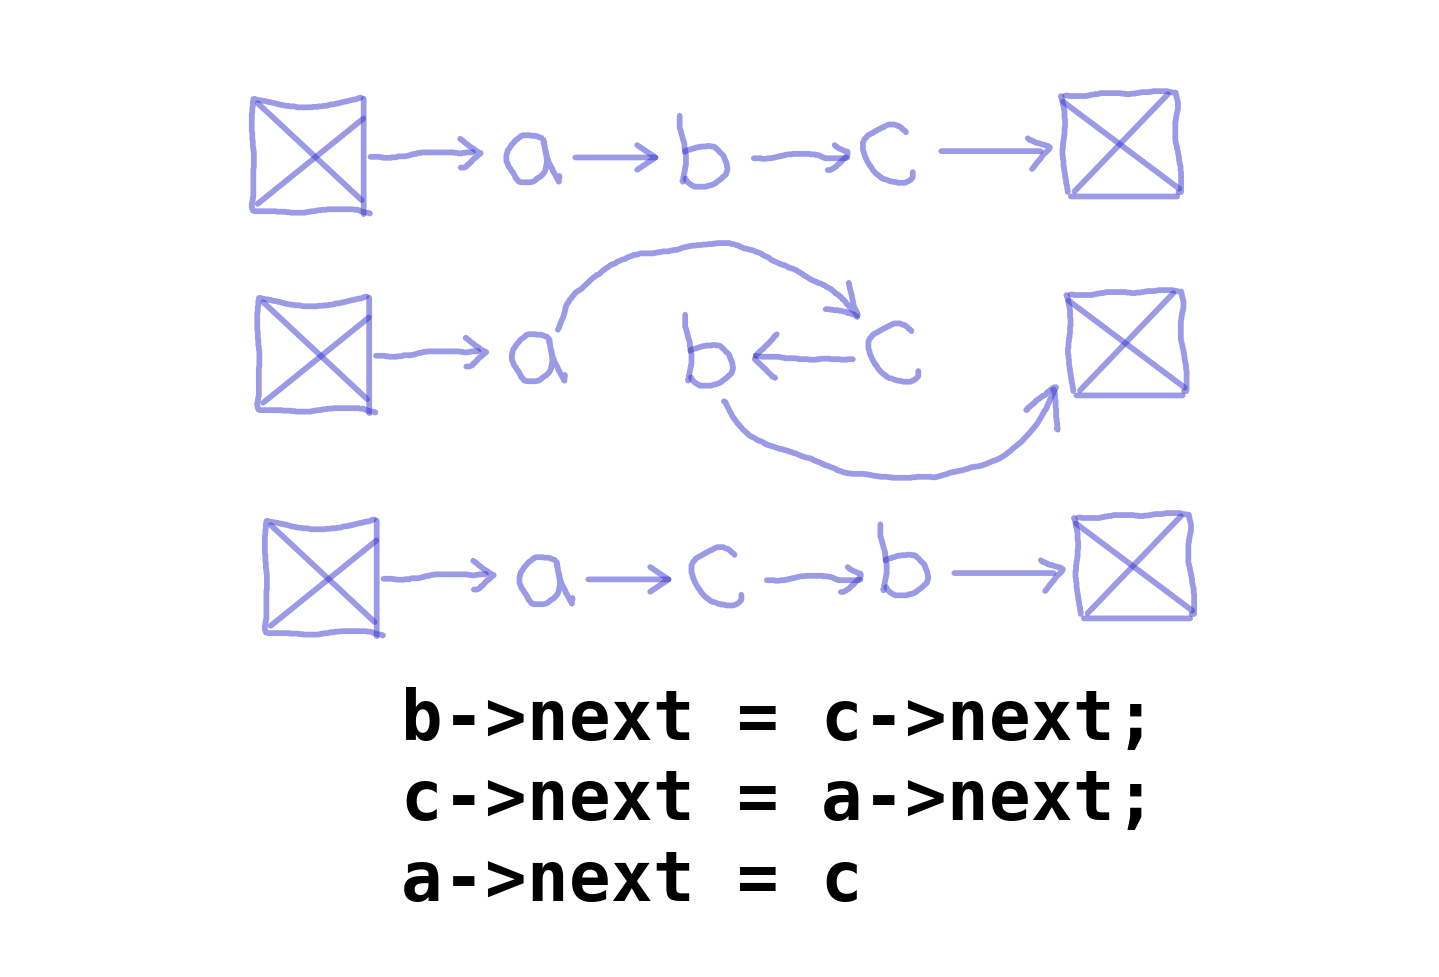 a b c
a b c
a c b
b->next = c->next;
c->next = a->next;
a->next = c